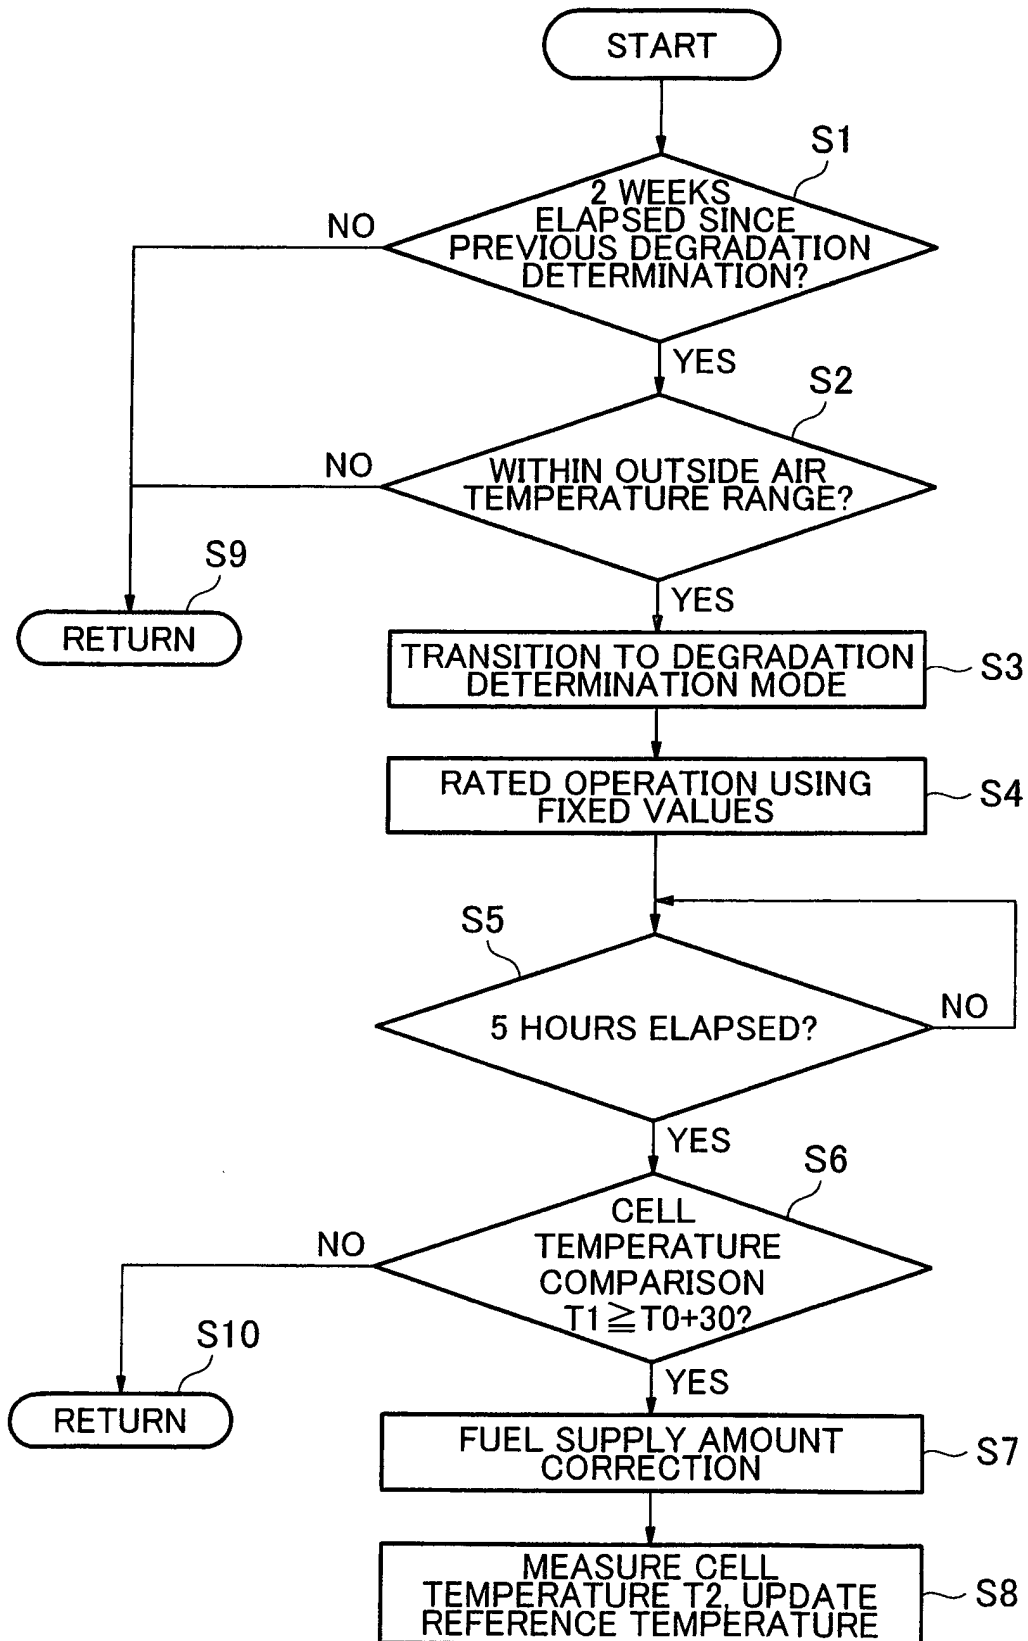 START
S1
2 WEEKS
ELAPSED SINCE
PREVIOUS DEGRADATION
DETERMINATION?
NO
YES
S2
WITHIN OUTSIDE AIR
TEMPERATURE RANGE?
NO
YES
S9
RETURN
TRANSITION TO DEGRADATION
DETERMINATION MODE
S3
RATED OPERATION USING
FIXED VALUES
S4
S5
5 HOURS ELAPSED?
NO
YES
S6
CELL
TEMPERATURE
COMPARISON
T1≧T0+30?
NO
YES
S10
RETURN
FUEL SUPPLY AMOUNT
CORRECTION
S7
MEASURE CELL
TEMPERATURE T2, UPDATE
REFERENCE TEMPERATURE
S8